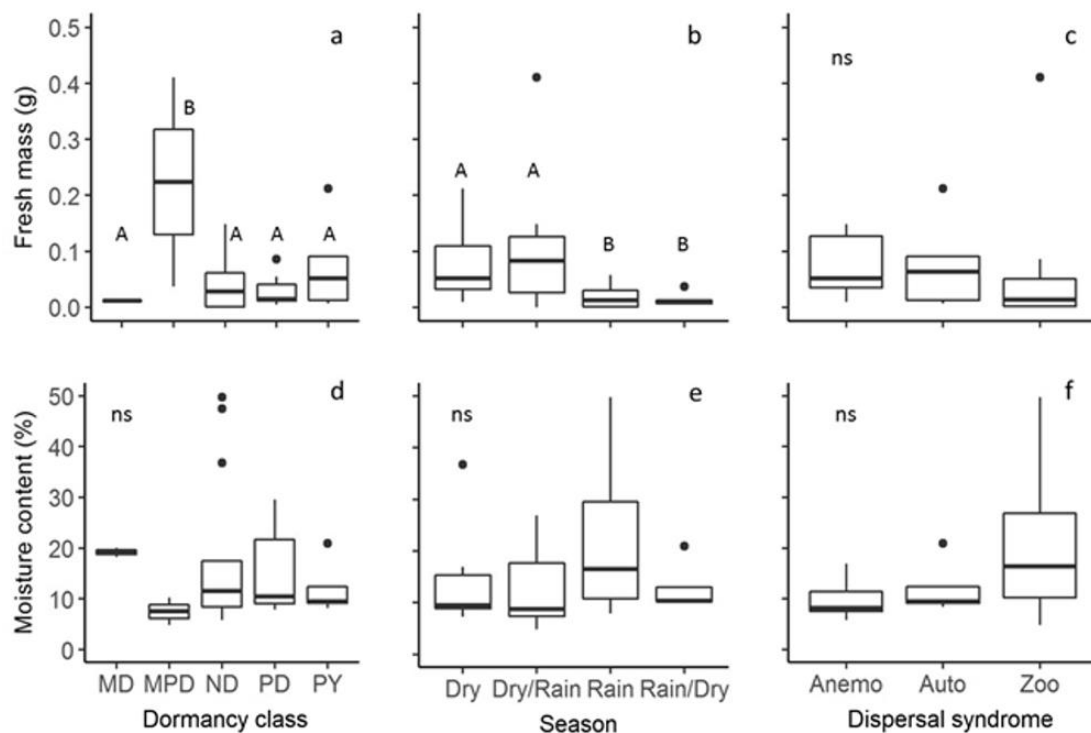 Fresh mass (g)
0.5
0.4
0.3
0.2
0.1
0.0
a
A
B
A
A
A
b
A
A
B
B
c
ns
Moisture content (%)
50
40
30
20
10
0
d
ns
MD MPD ND PD PY
Dormancy class
e
ns
Dry Dry/Rain Rain Rain/Dry
Season
f
ns
Anemo Auto Zoo
Dispersal syndrome